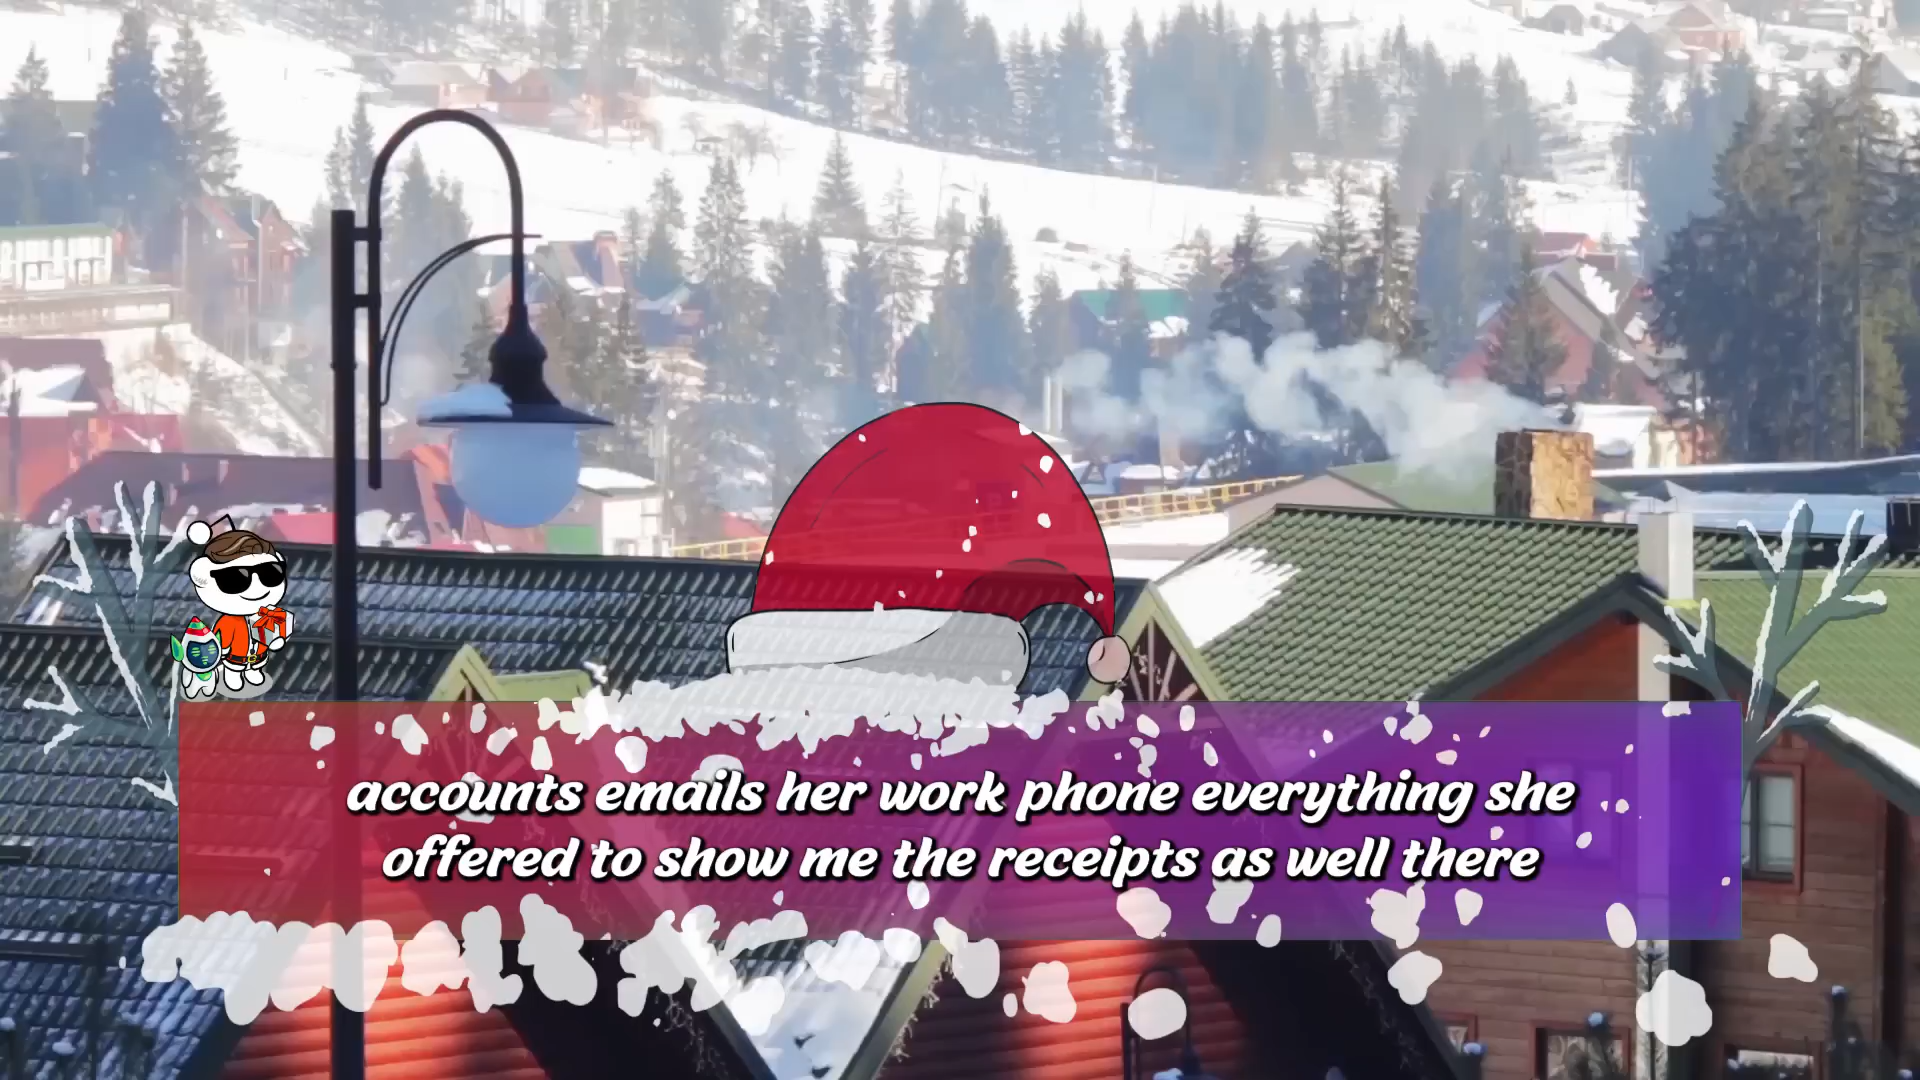 accounts emails her work phone everything she
offered to show me the receipts as well there